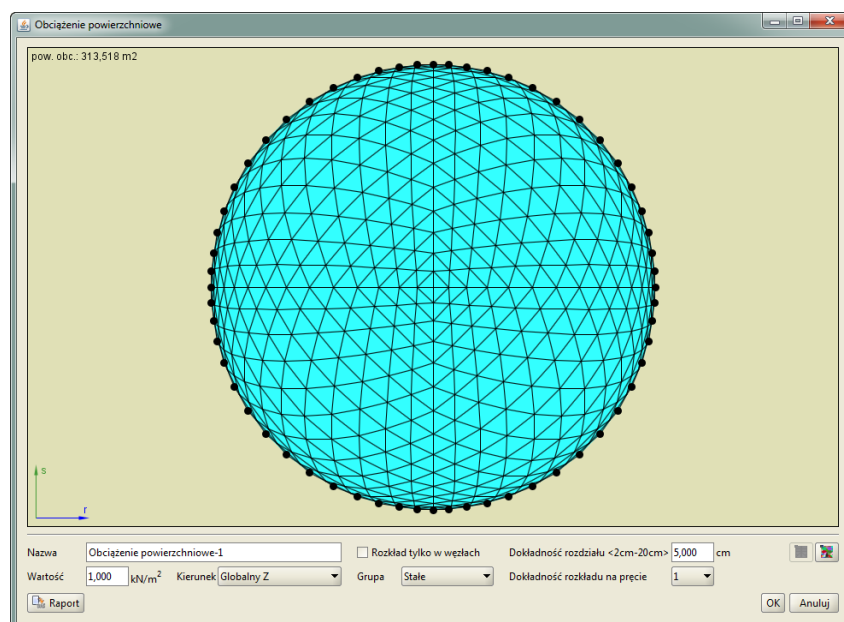 Obciążenie powierzchniowe
pow. obc.: 313,518 m2
s
r
Nazwa Obciążenie powierzchniowe-1 Rozkład tylko w węzłach Dokładność rozdziału <2cm-20cm> 5,000 cm
Wartość 1,000 kN/m² Kierunek Globalny Z Grupa Stałe Dokładność rozkładu na pręcie 1
Raport OK Anuluj